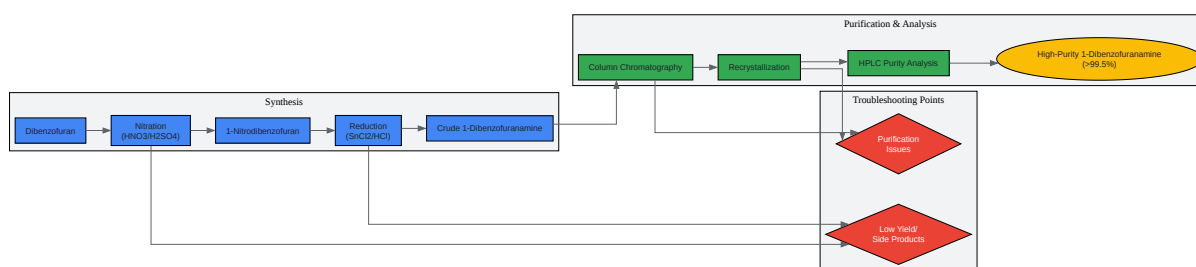 Purification & Analysis
Column Chromatography
Recrystallization
HPLC Purity Analysis
High-Purity 1-Dibenzofuranamine
(>99.5%)
Synthesis
Dibenzofuran
Nitration
(HNO3/H2SO4)
1-Nitrodibenzofuran
Reduction
(SnCl2/HCl)
Crude 1-Dibenzofuranamine
Troubleshooting Points
Purification
Issues
Low Yield/
Side Products